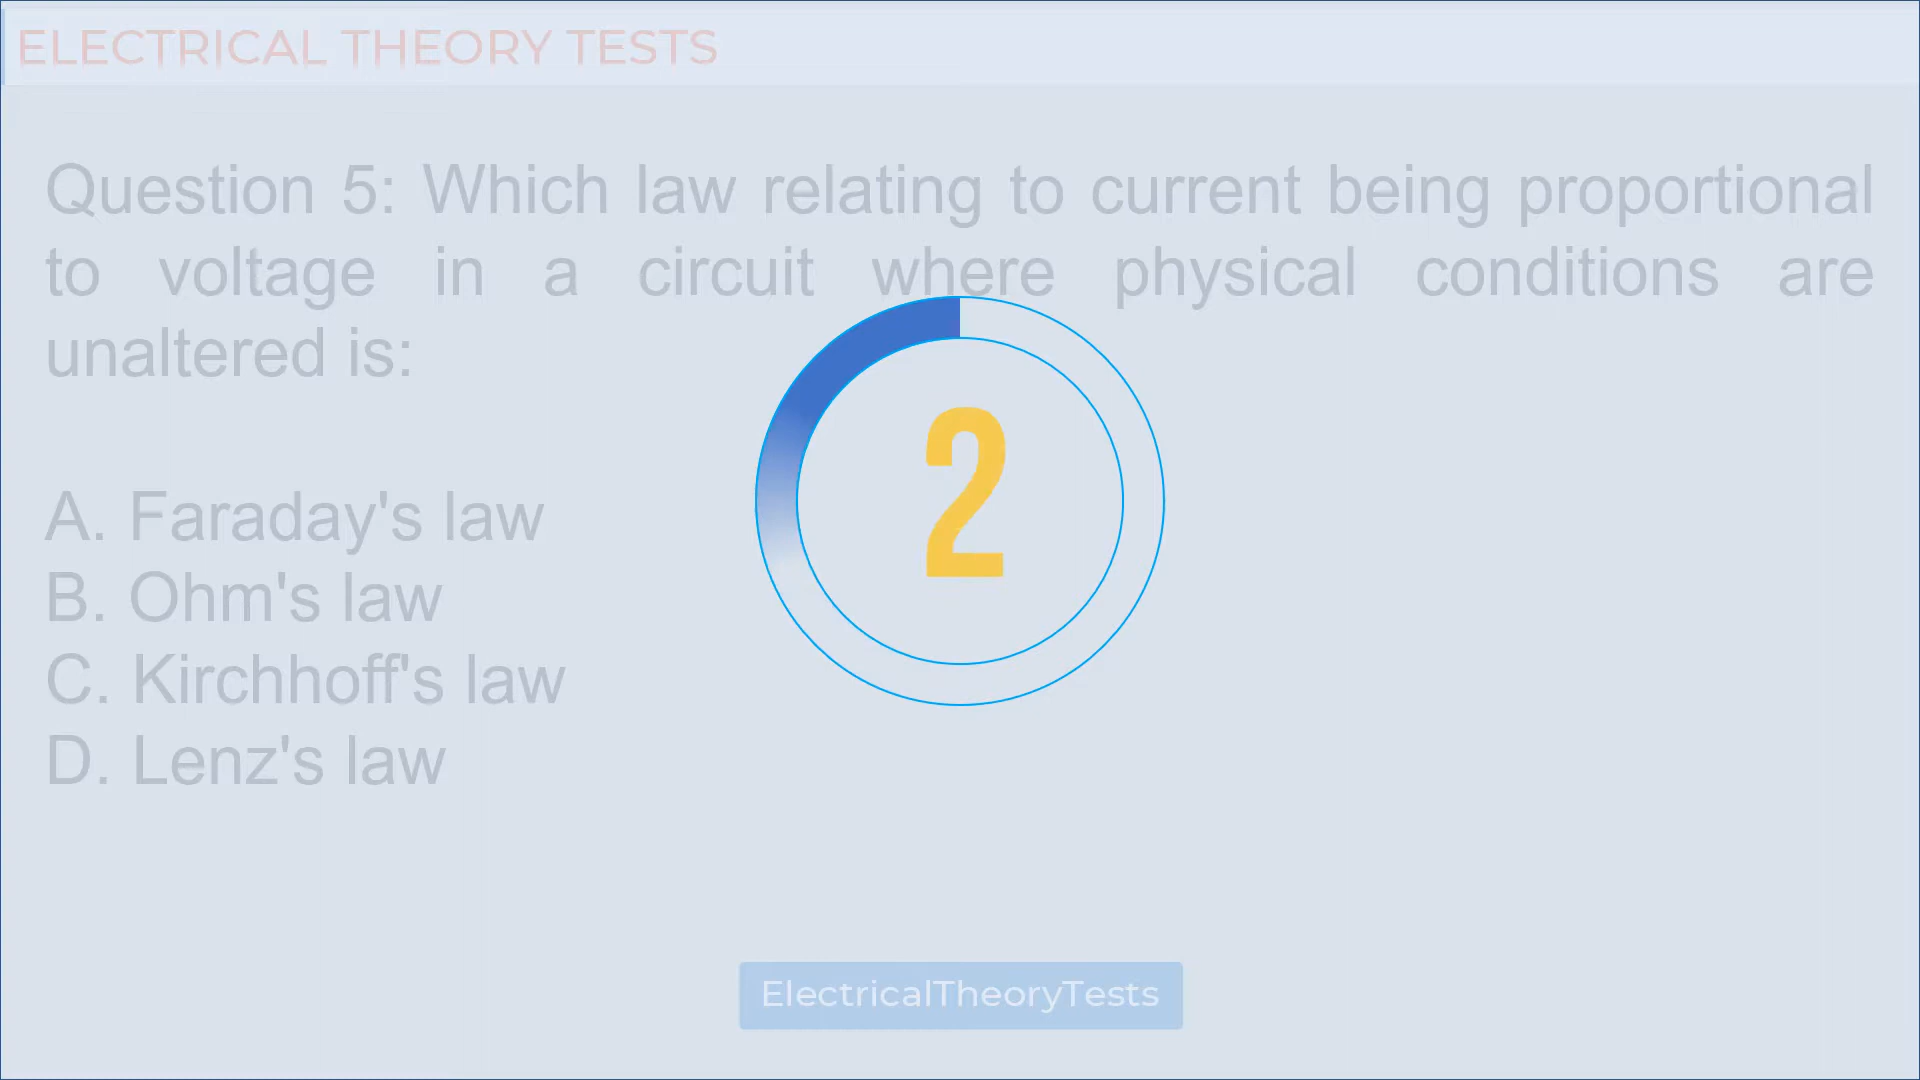 ELECTRICAL THEORY TESTS
Question 5: Which law relating to current being proportional
to voltage in a circuit where physical conditions are
unaltered is:
2
A. Faraday's law
B. Ohm's law
C. Kirchhoff's law
D. Lenz's law
ElectricalTheoryTests